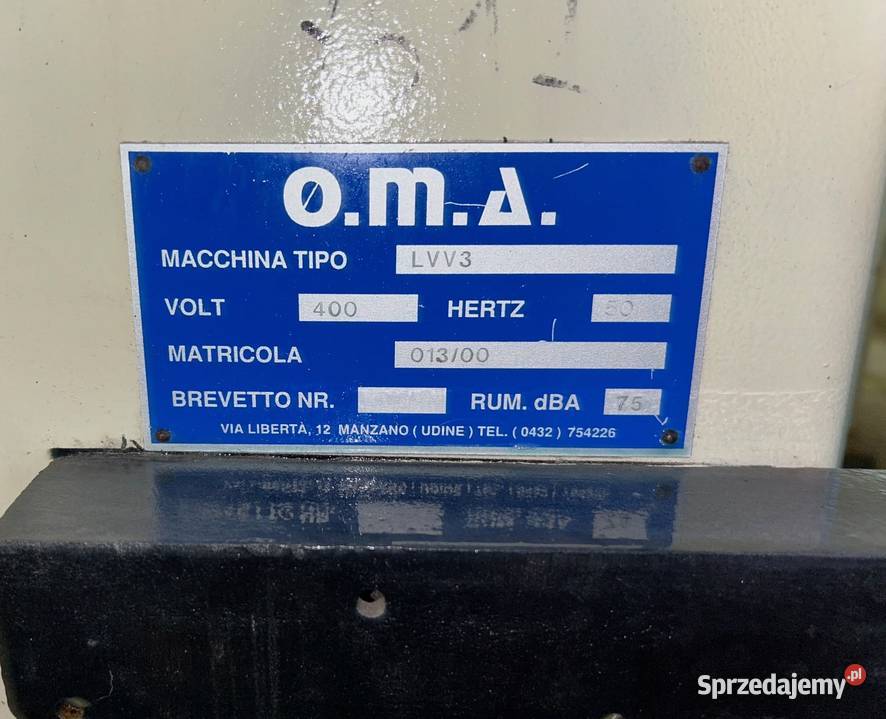 O.M.A.
MACCHINA TIPO LVV3
VOLT 400 HERTZ 50
MATRICOLA 013/00
BREVETTO NR. RUM. dBA 75
VIA LIBERTÀ, 12 MANZANO ( UDINE ) TEL. ( 0432 ) 754226
Sprzedajemy.pl